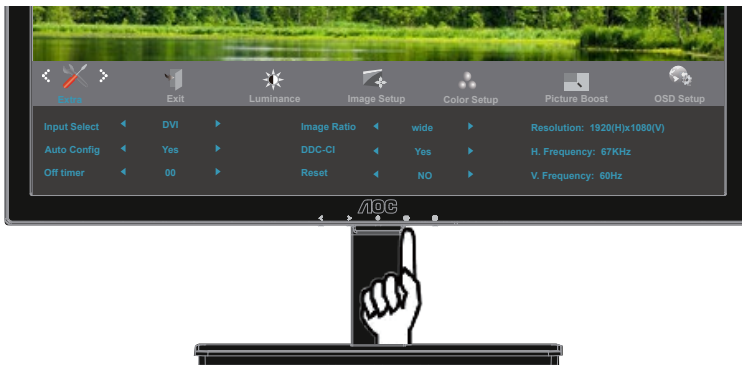 Extra Exit Luminance Image Setup Color Setup Picture Boost OSD Setup
Input Select DVI Image Ratio wide Resolution: 1920(H)x1080(V)
Auto Config Yes DDC-CI Yes H. Frequency: 67KHz
Off timer 00 Reset NO V. Frequency: 60Hz
AOC